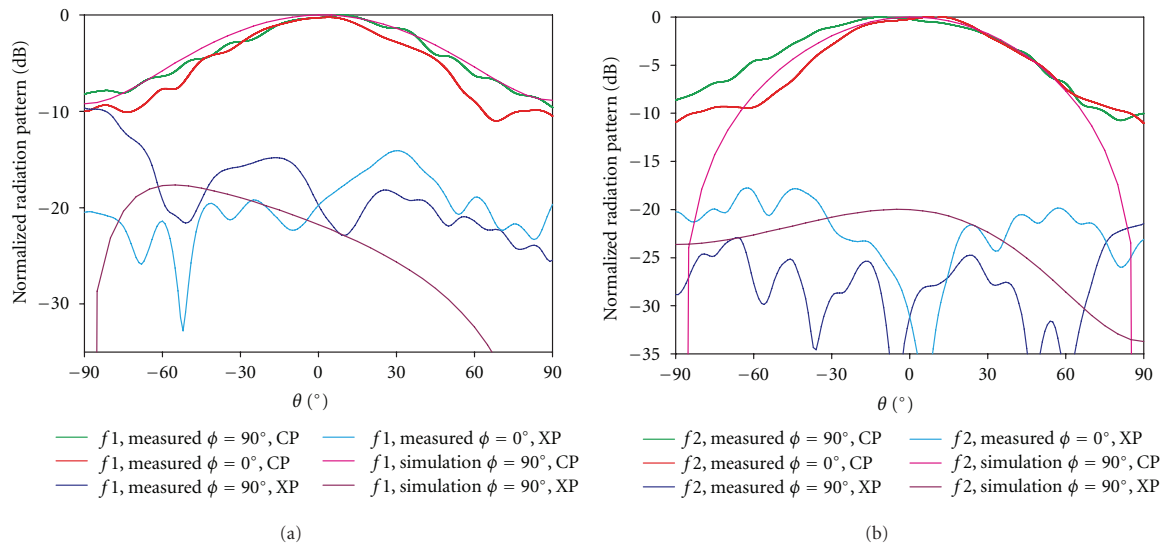 Normalized radiation pattern (dB)
0
−10
−20
−30
−90 −60 −30 0 30 60 90
θ (°)
f1, measured ϕ = 90°, CP
f1, measured ϕ = 0°, CP
f1, measured ϕ = 90°, XP
f1, measured ϕ = 0°, XP
f1, simulation ϕ = 90°, CP
f1, simulation ϕ = 90°, XP
(a)
Normalized radiation pattern (dB)
0
−5
−10
−15
−20
−25
−30
−35
−90 −60 −30 0 30 60 90
θ (°)
f2, measured ϕ = 90°, CP
f2, measured ϕ = 0°, CP
f2, measured ϕ = 90°, XP
f2, measured ϕ = 0°, XP
f2, simulation ϕ = 90°, CP
f2, simulation ϕ = 90°, XP
(b)